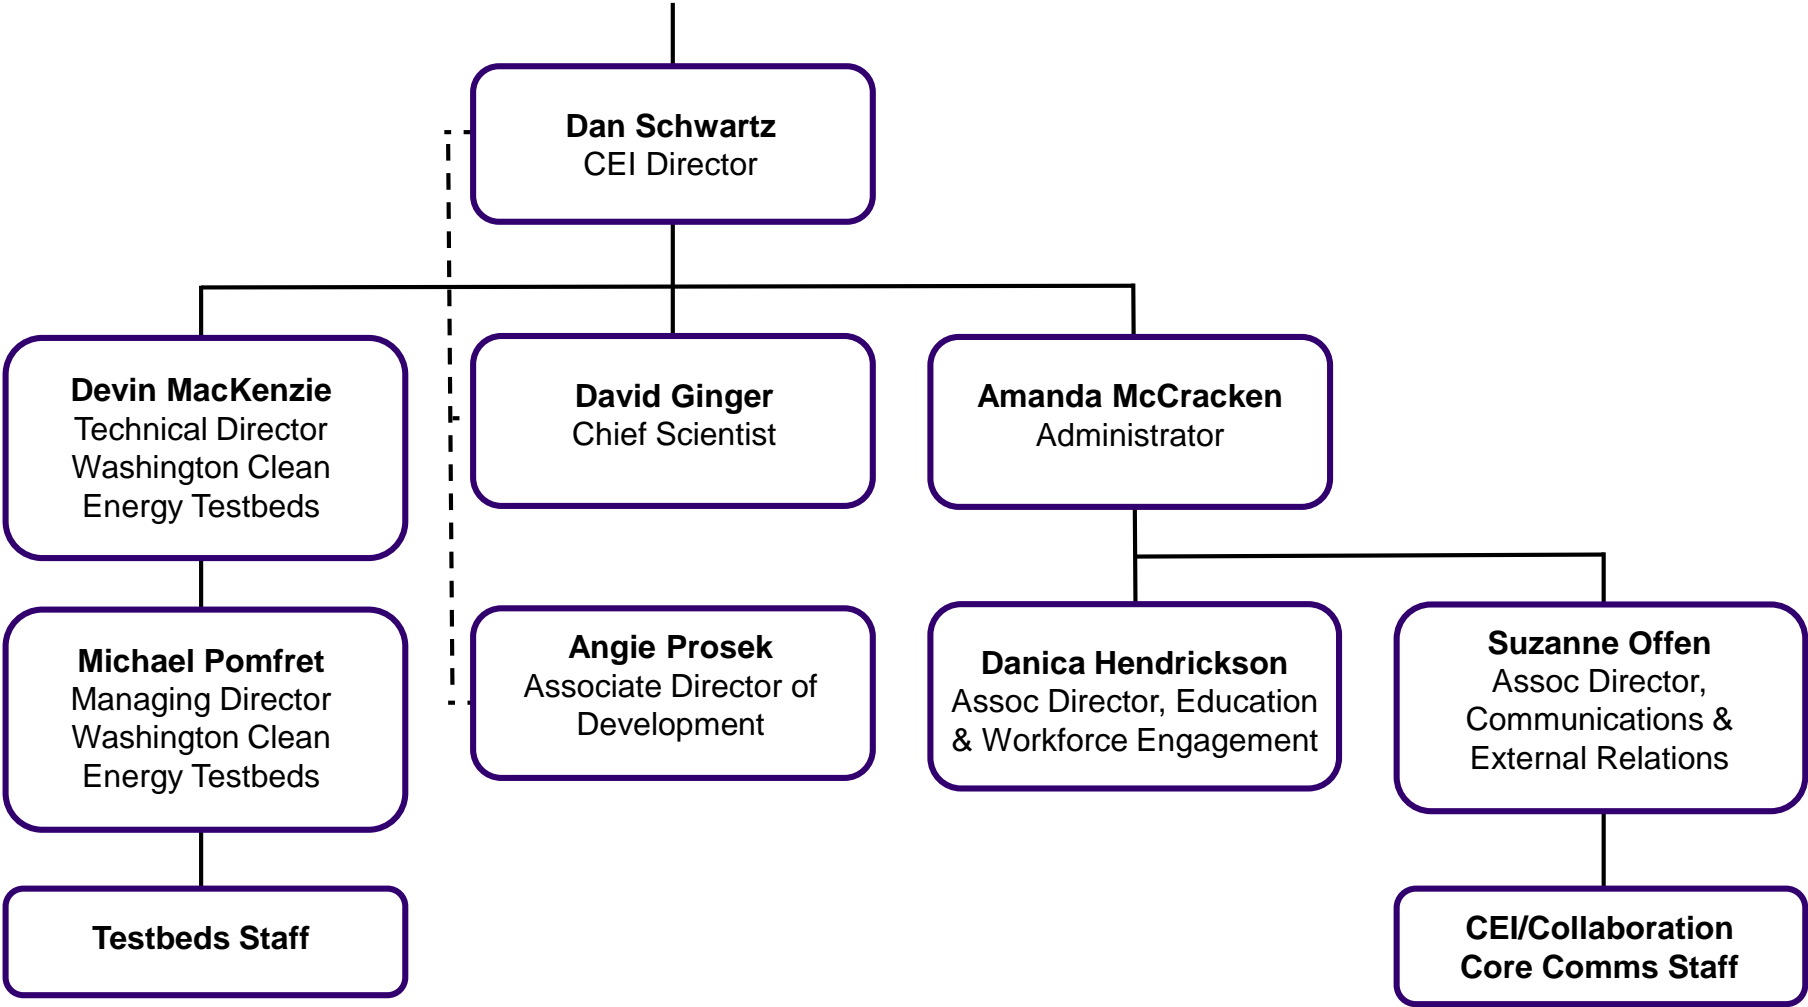 Dan Schwartz
CEI Director
Devin MacKenzie
Technical Director
Washington Clean
Energy Testbeds
David Ginger
Chief Scientist
Amanda McCracken
Administrator
Michael Pomfret
Managing Director
Washington Clean
Energy Testbeds
Angie Prosek
Associate Director of
Development
Danica Hendrickson
Assoc Director, Education
& Workforce Engagement
Suzanne Offen
Assoc Director,
Communications &
External Relations
Testbeds Staff
CEI/Collaboration
Core Comms Staff